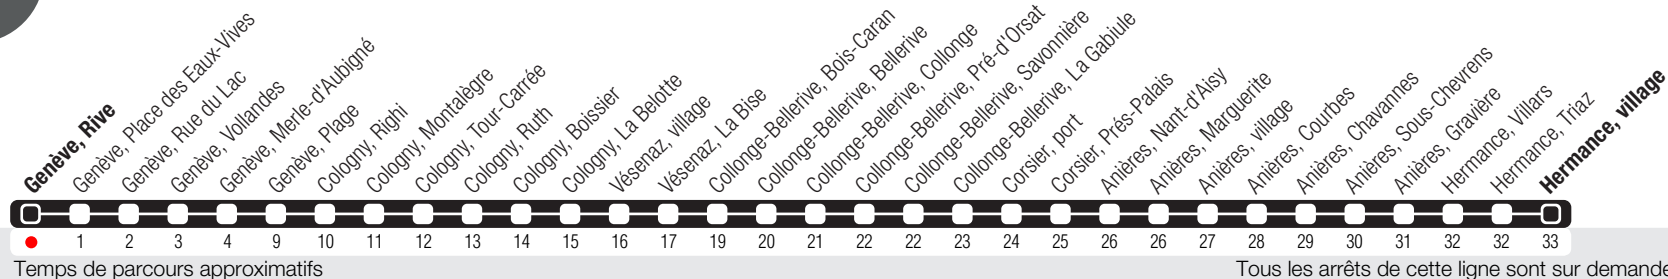 Genève, Rive
Genève, Place des Eaux-Vives
Genève, Rue du Lac
Genève, Vollandes
Genève, Merle-d'Aubigné
Genève, Plage
Cologny, Righi
Cologny, Montalègre
Cologny, Tour-Carrée
Cologny, Ruth
Cologny, Boissier
Cologny, La Belotte
Vésenaz, village
Vésenaz, La Bise
Collonge-Bellerive, Bois-Caran
Collonge-Bellerive, Bellerive
Collonge-Bellerive, Collonge
Collonge-Bellerive, Pré-d'Orsat
Collonge-Bellerive, Savonnière
Collonge-Bellerive, La Gabiule
Corsier, port
Corsier, Prés-Palais
Anières, Nant-d'Aisy
Anières, Marguerite
Anières, village
Anières, Courbes
Anières, Chavannes
Anières, Sous-Chevrens
Anières, Gravière
Hermance, Villars
Hermance, Triaz
Hermance, village
1 2 3 4 9 10 11 12 13 14 15 16 17 19 20 21 22 22 23 24 25 26 26 27 28 29 30 31 32 32 33
Temps de parcours approximatifs
Tous les arrêts de cette ligne sont sur demande